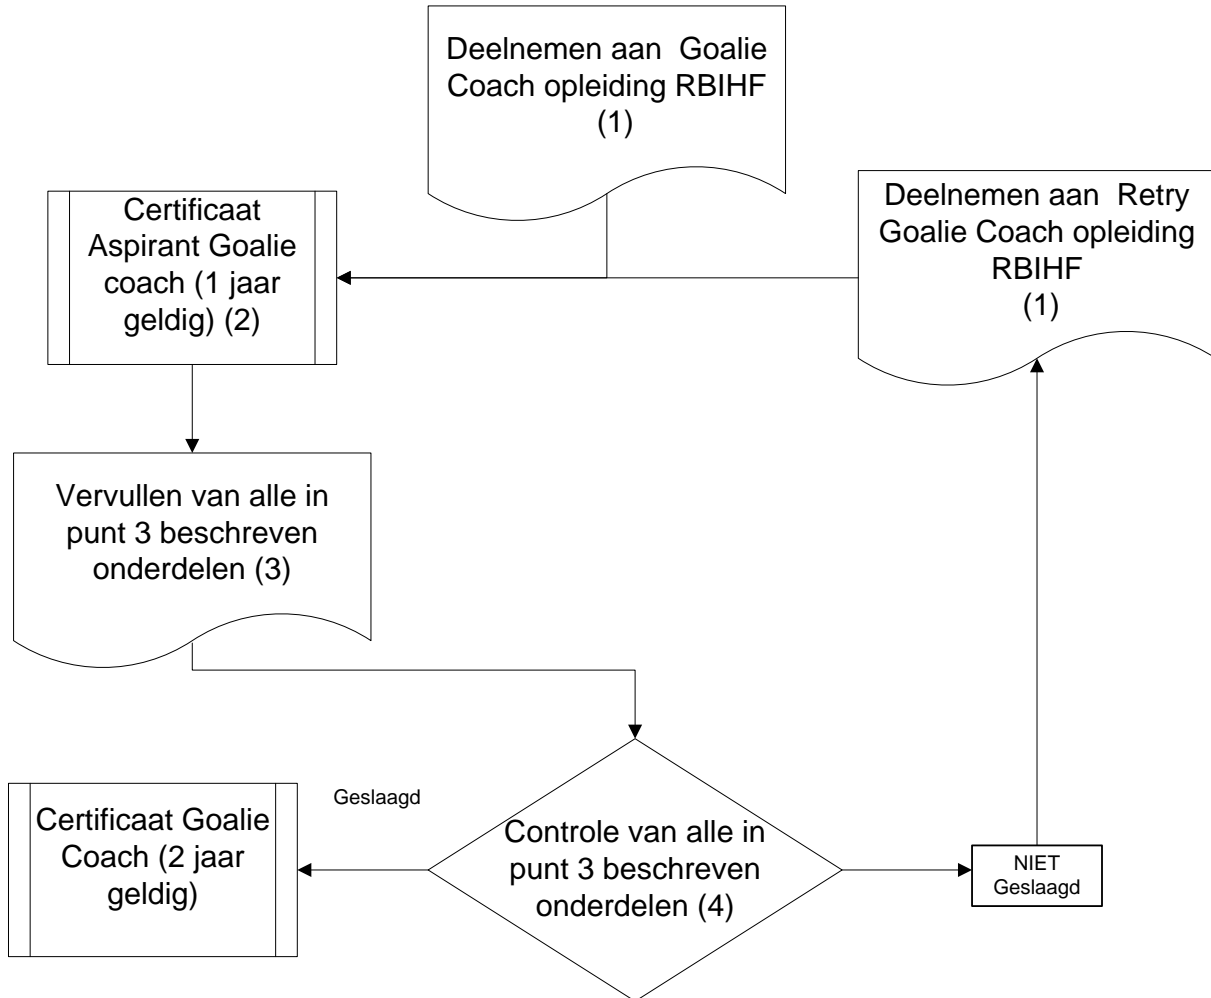 Deelnemen aan  Goalie
Coach opleiding RBIHF
(1)
Deelnemen aan  Retry
Goalie Coach opleiding
RBIHF
(1)
Certificaat
Aspirant Goalie
coach (1 jaar
geldig) (2)
Vervullen van alle in
punt 3 beschreven
onderdelen (3)
Controle van alle in
punt 3 beschreven
onderdelen (4)
Geslaagd
Certificaat Goalie
Coach (2 jaar
geldig)
NIET
Geslaagd